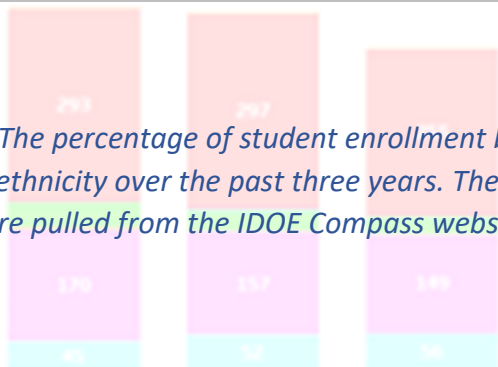 293
297
The percentage of student enrollment b
ethnicity over the past three years. The
re pulled from the IDOE Compass webs
170
157
149
52
56